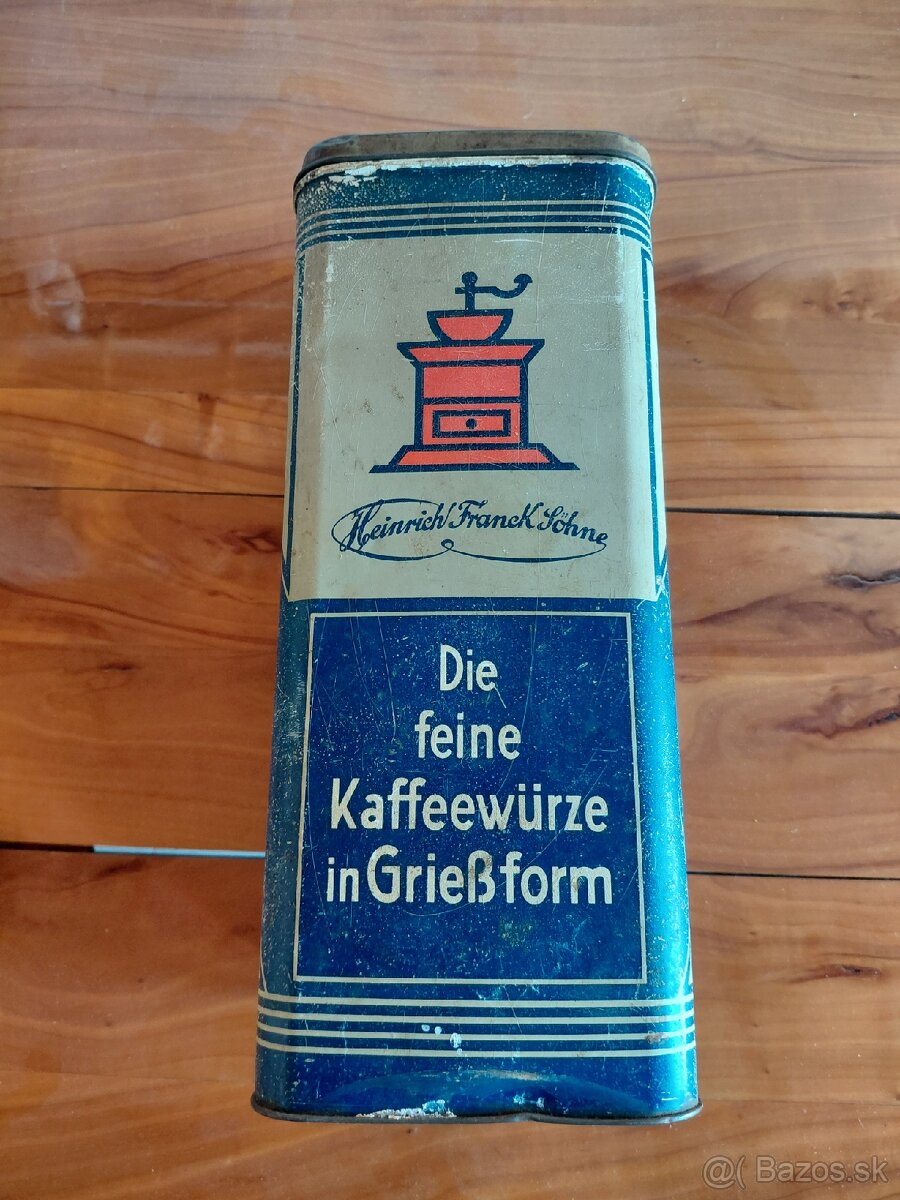 Heinrich Franck Söhne
Die
feine
Kaffeewürze
in Grießform
@( Bazos.sk